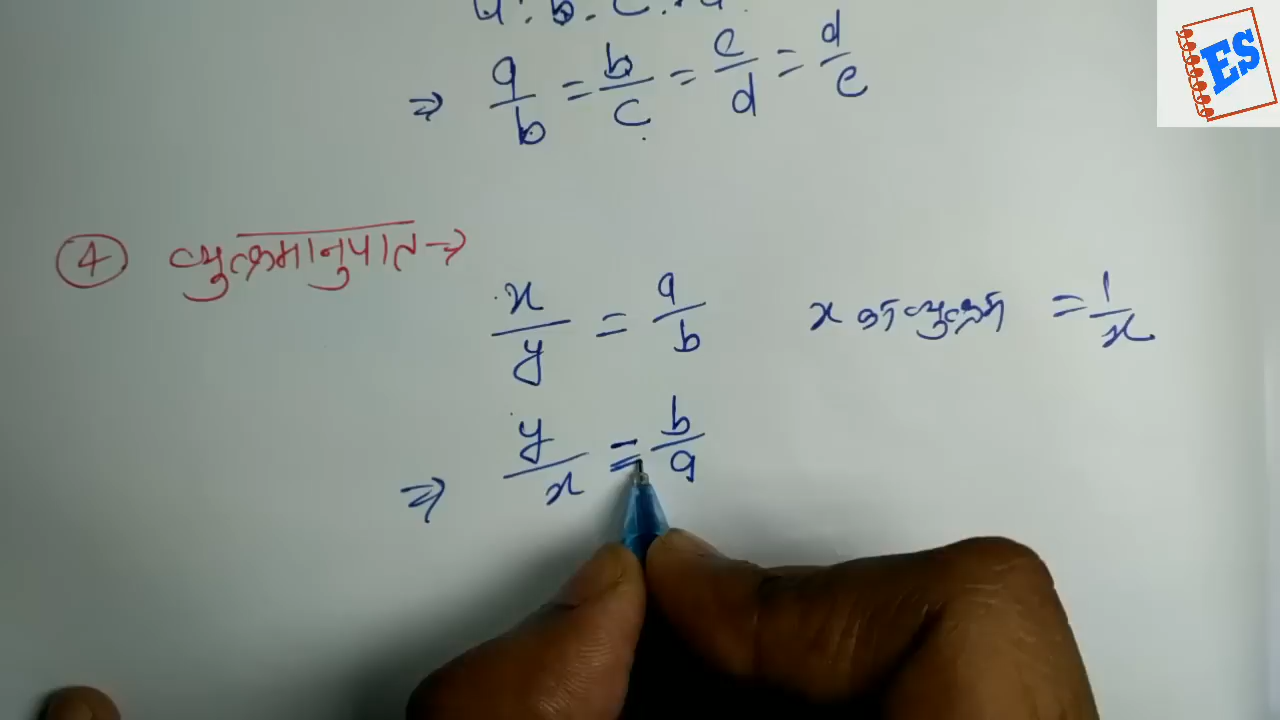 ⇒ a/b = b/c = c/d = d/e
ES
④ व्युत्क्रमानुपात →
x/y = a/b x का व्युत्क्रम = 1/x
⇒ y/x = b/a